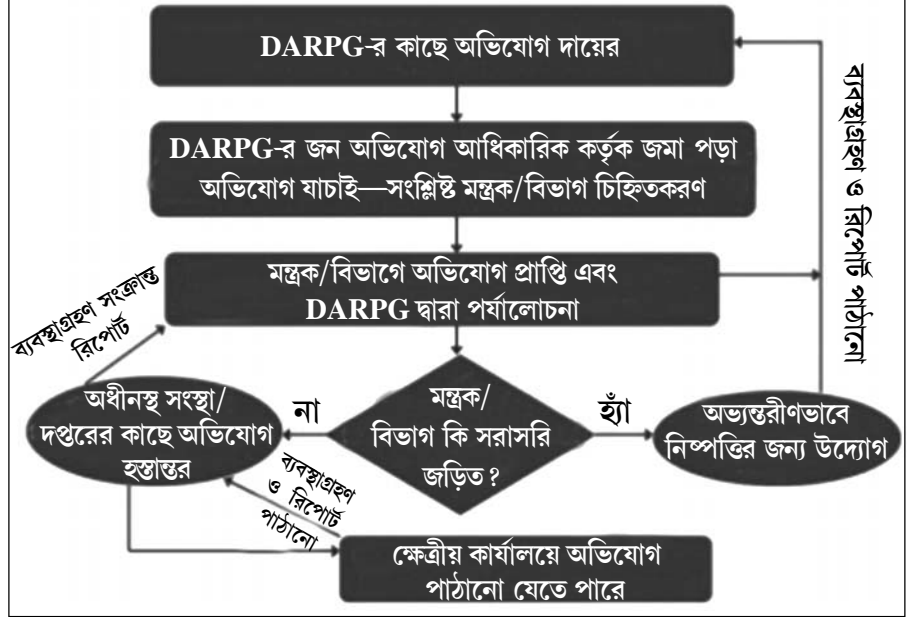 DARPG-র কাছে অভিযোগ দায়ের
DARPG-র জন অভিযোগ আধিকারিক কর্তৃক জমা পড়া
অভিযোগ যাচাই—সংশ্লিষ্ট মন্ত্রক/বিভাগ চিহ্নিতকরণ
মন্ত্রক/বিভাগে অভিযোগ প্রাপ্তি এবং
DARPG দ্বারা পর্যালোচনা
ব্যবস্থাগ্রহণ ও রিপোর্ট পাঠানো
ব্যবস্থাগ্রহণ সংক্রান্ত
রিপোর্ট
মন্ত্রক/
বিভাগ কি সরাসরি
জড়িত ?
না
হ্যাঁ
অধীনস্থ সংস্থা/
দপ্তরের কাছে অভিযোগ
হস্তান্তর
অভ্যন্তরীণভাবে
নিষ্পত্তির জন্য উদ্যোগ
ব্যবস্থাগ্রহণ
ও রিপোর্ট
পাঠানো
ক্ষেত্রীয় কার্যালয়ে অভিযোগ
পাঠানো যেতে পারে